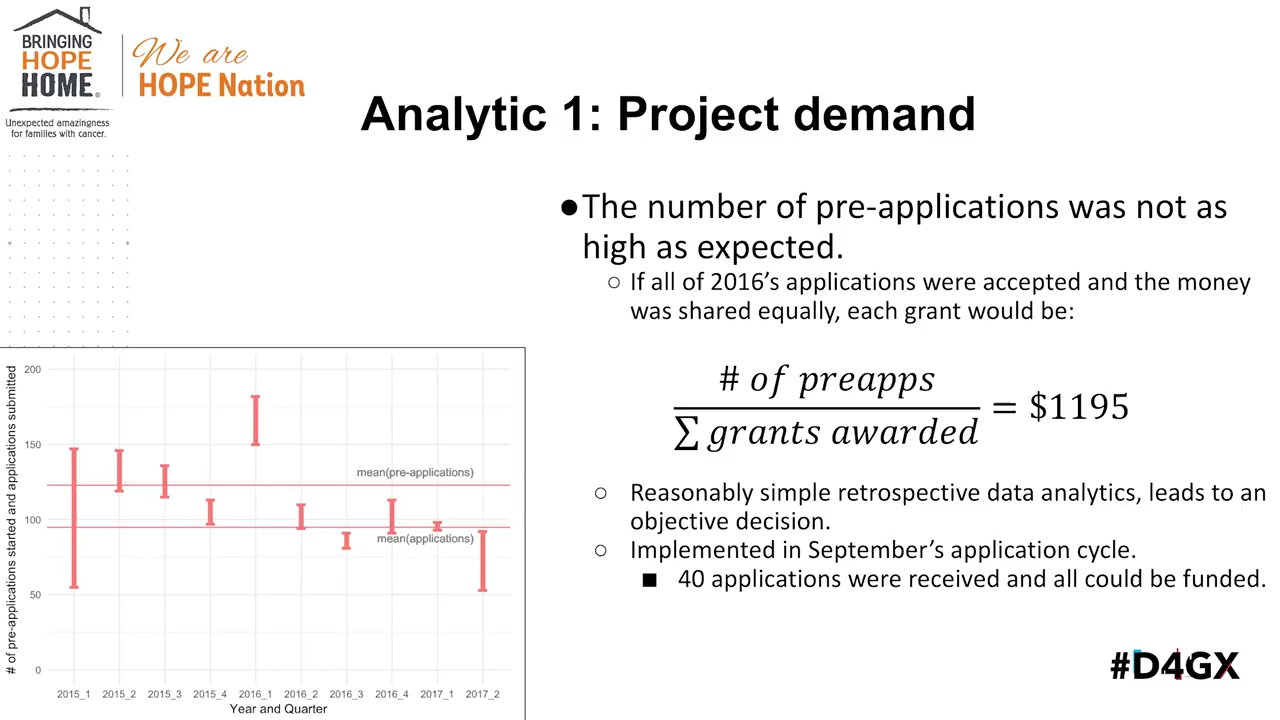 BRINGING
HOPE
HOME®
We are
HOPE Nation
Unexpected amazingness
for families with cancer.
Analytic 1: Project demand
●The number of pre-applications was not as
high as expected.
○ If all of 2016’s applications were accepted and the money
was shared equally, each grant would be:
# of preapps
∑ grants awarded
= $1195
○ Reasonably simple retrospective data analytics, leads to an
objective decision.
○ Implemented in September’s application cycle.
■ 40 applications were received and all could be funded.
# of pre-applications started and applications submitted
200
150
100
50
0
mean(pre-applications)
mean(applications)
2015_1 2015_2 2015_3 2015_4 2016_1 2016_2 2016_3 2016_4 2017_1 2017_2
Year and Quarter
#D4GX